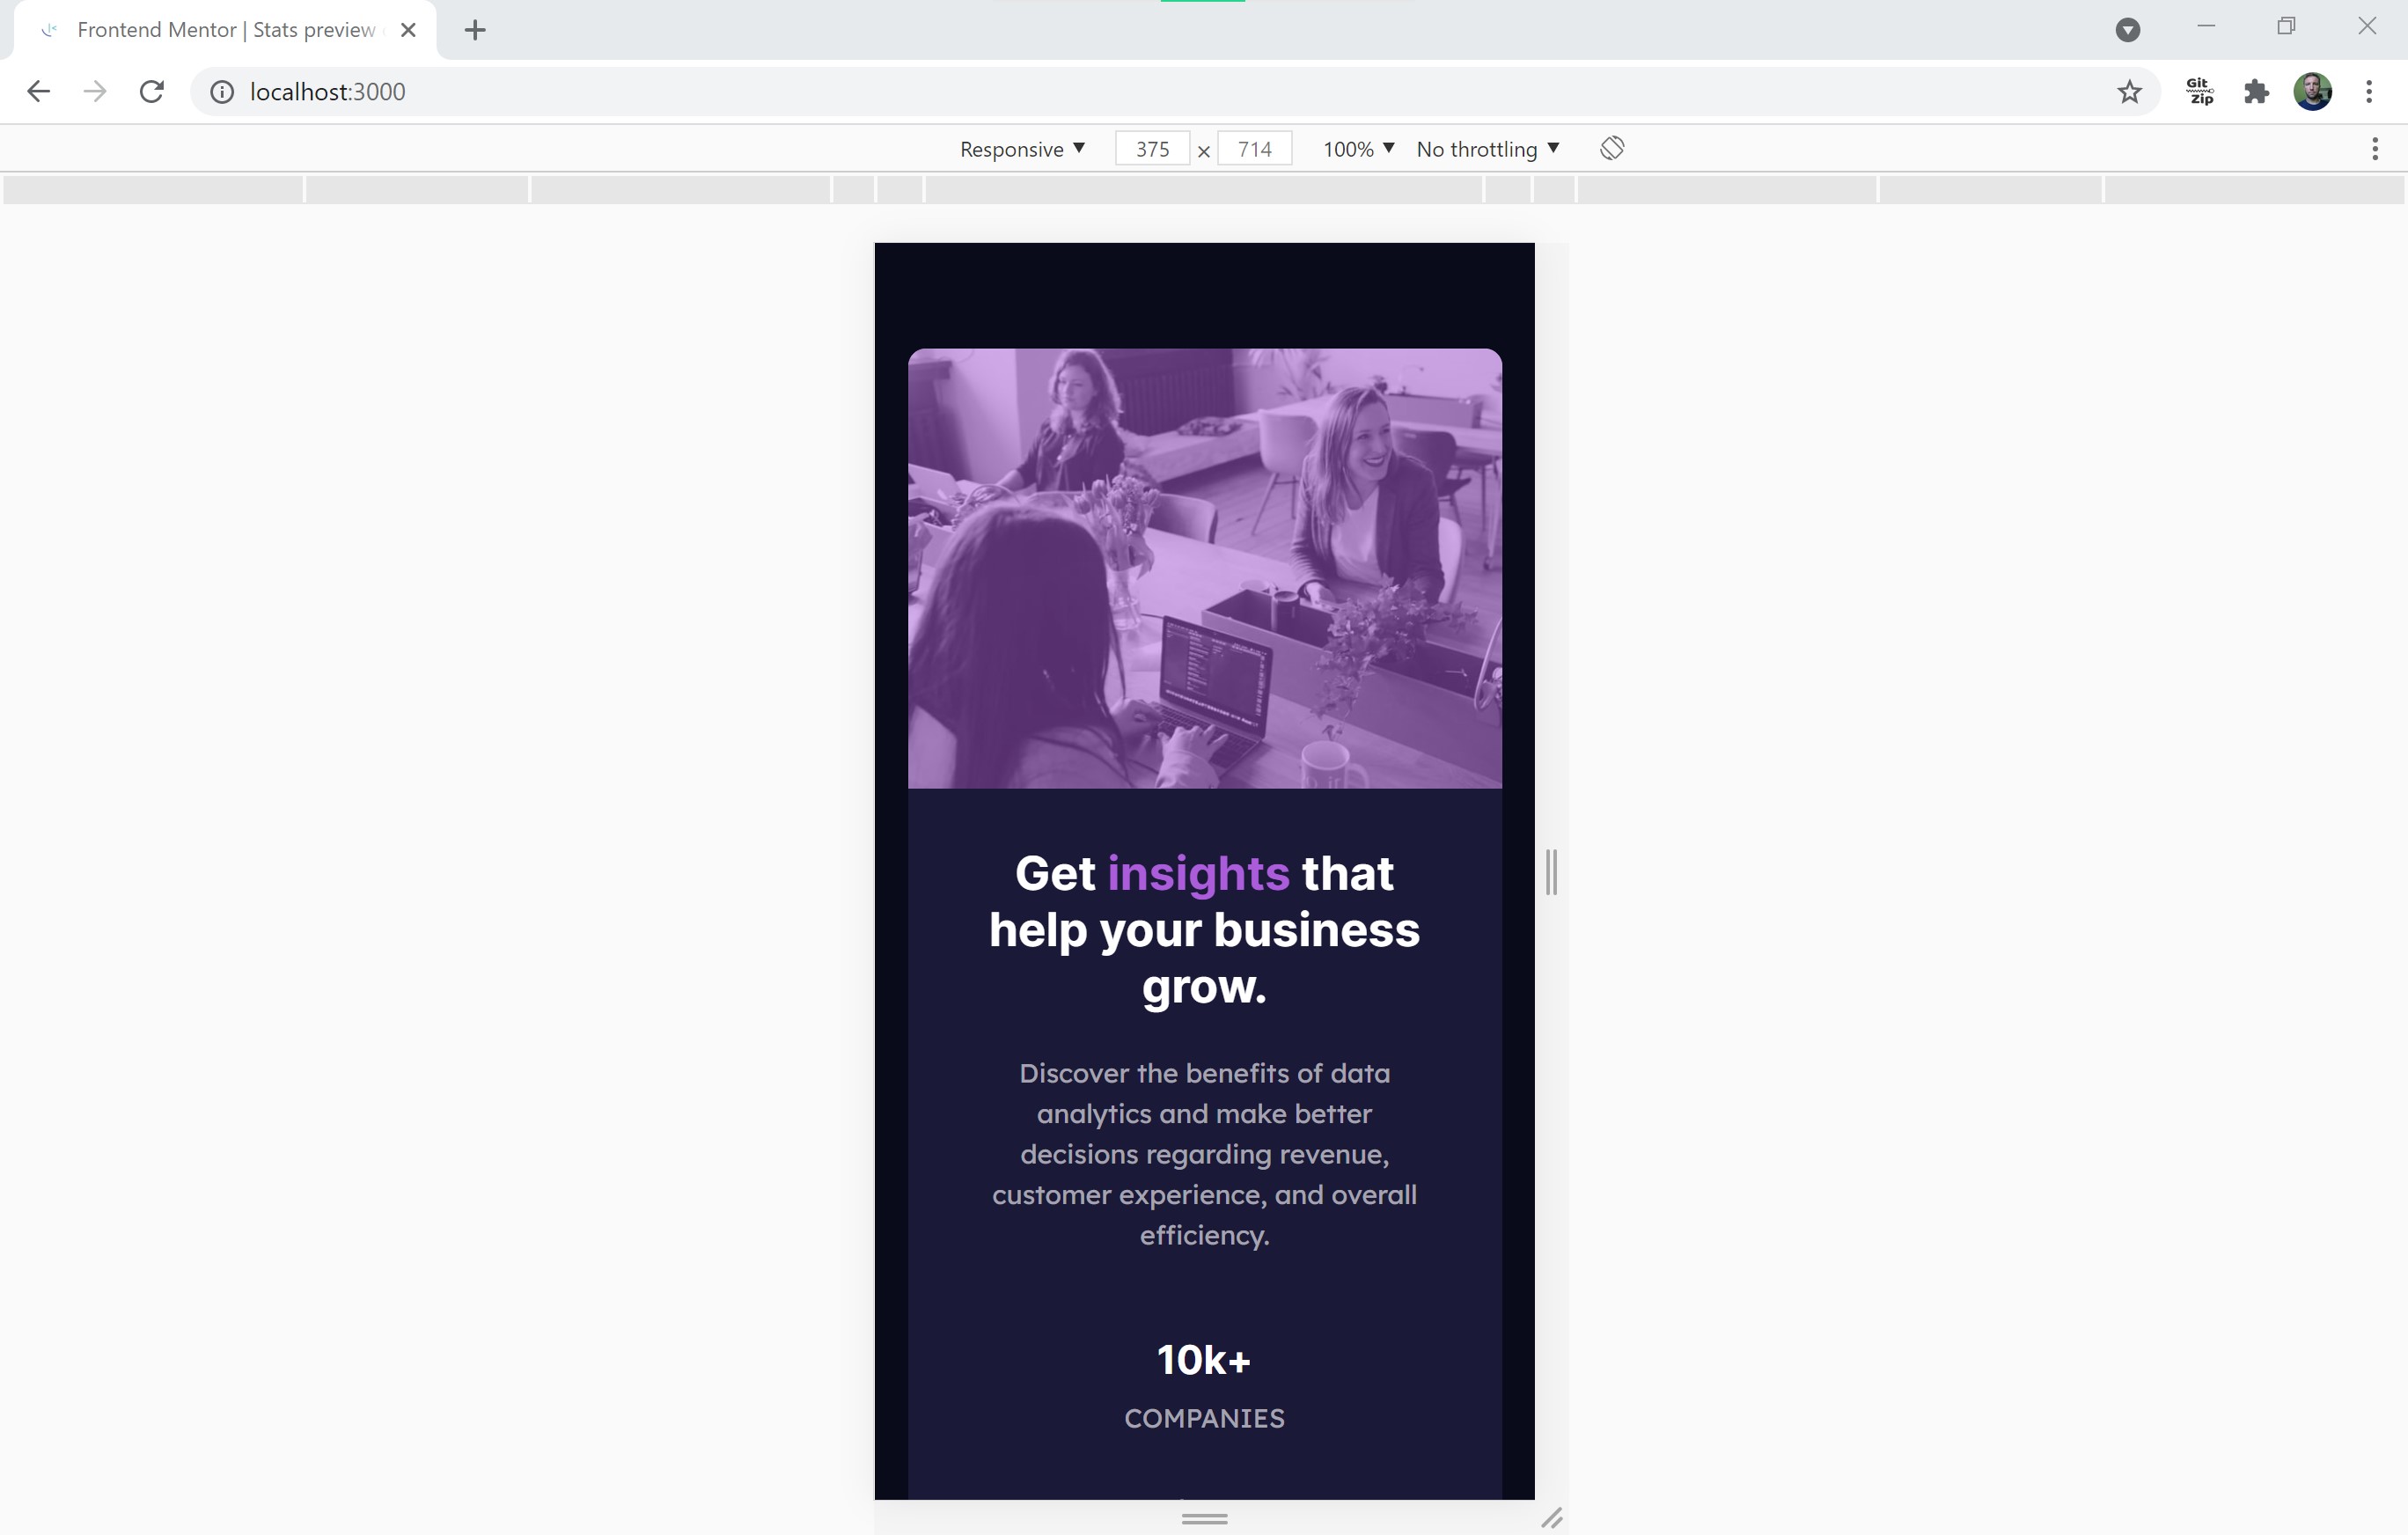 Frontend Mentor | Stats preview
localhost:3000
Git
Zip
Responsive 375 × 714 100% No throttling
Get insights that
help your business
grow.
Discover the benefits of data
analytics and make better
decisions regarding revenue,
customer experience, and overall
efficiency.
10k+
COMPANIES